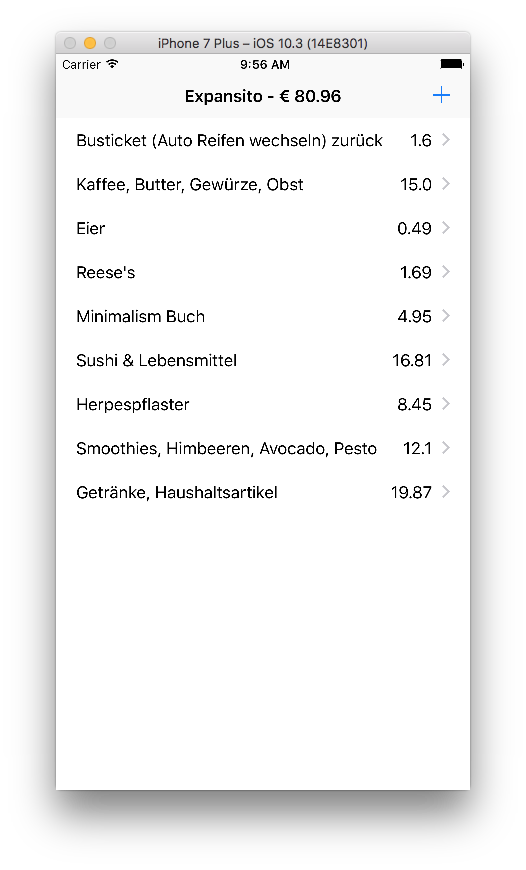 iPhone 7 Plus – iOS 10.3 (14E8301)
Carrier 9:56 AM
Expansito - € 80.96 +
Busticket (Auto Reifen wechseln) zurück 1.6
Kaffee, Butter, Gewürze, Obst 15.0
Eier 0.49
Reese's 1.69
Minimalism Buch 4.95
Sushi & Lebensmittel 16.81
Herpespflaster 8.45
Smoothies, Himbeeren, Avocado, Pesto 12.1
Getränke, Haushaltsartikel 19.87